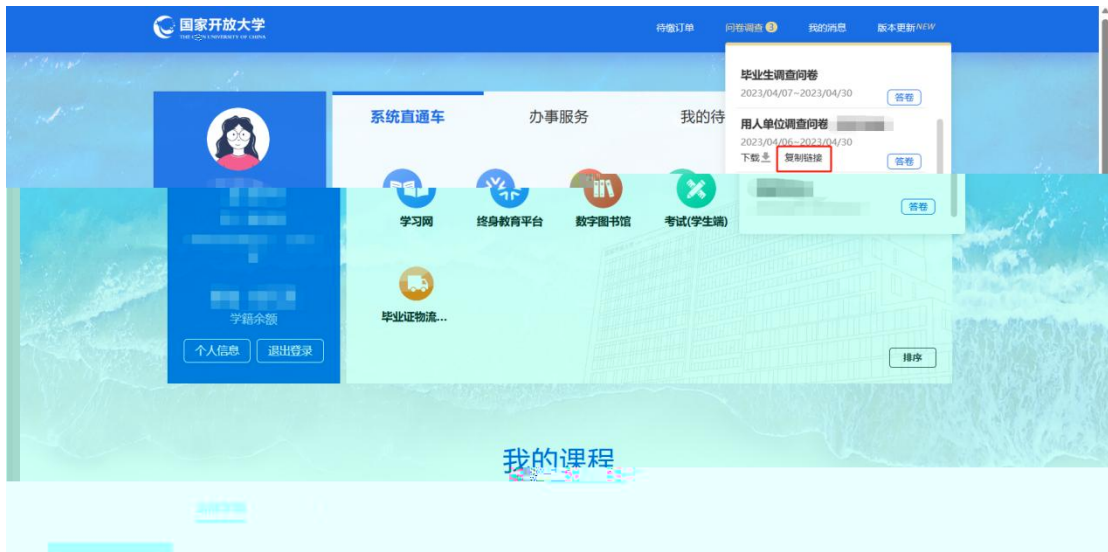 国家开放大学
待缴订单 问卷调查 3 我的消息 版本更新NEW
毕业生调查问卷
2023/04/07~2023/04/30
答卷
用人单位调查问卷
2023/04/06~2023/04/30
下载 复制链接
答卷
答卷
系统直通车 办事服务 我的待
学习网 终身教育平台 数字图书馆 考试(学生端)
毕业证物流...
学籍余额
个人信息 退出登录
排序
我的课程